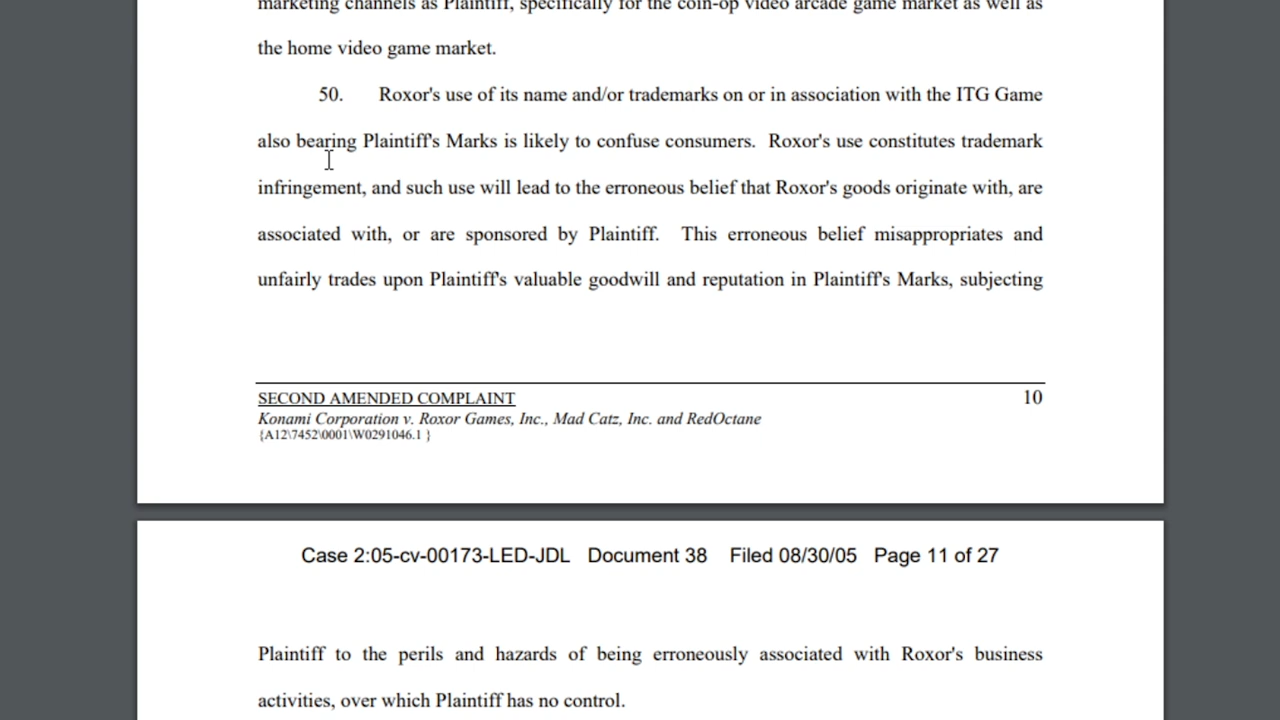 marketing channels as Plaintiff, specifically for the coin-op video arcade game market as well as
the home video game market.
50. Roxor's use of its name and/or trademarks on or in association with the ITG Game
also bearing Plaintiff's Marks is likely to confuse consumers. Roxor's use constitutes trademark
infringement, and such use will lead to the erroneous belief that Roxor's goods originate with, are
associated with, or are sponsored by Plaintiff. This erroneous belief misappropriates and
unfairly trades upon Plaintiff's valuable goodwill and reputation in Plaintiff's Marks, subjecting
SECOND AMENDED COMPLAINT 10
Konami Corporation v. Roxor Games, Inc., Mad Catz, Inc. and RedOctane
{A12\7452\0001\W0291046.1 }
Case 2:05-cv-00173-LED-JDL Document 38 Filed 08/30/05 Page 11 of 27
Plaintiff to the perils and hazards of being erroneously associated with Roxor's business
activities, over which Plaintiff has no control.